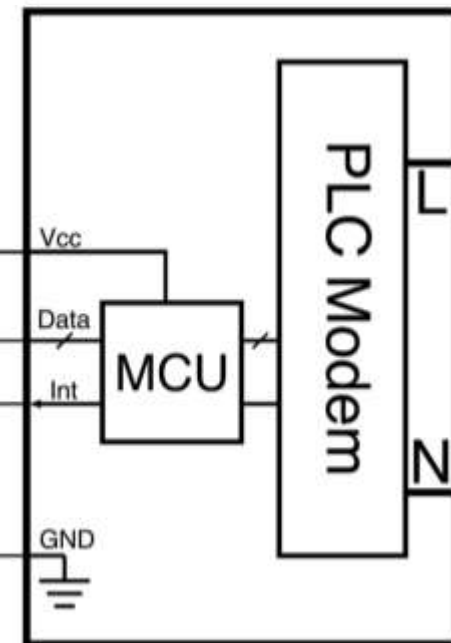 Vcc
Data
Int
GND
MCU
PLC Modem
L
N